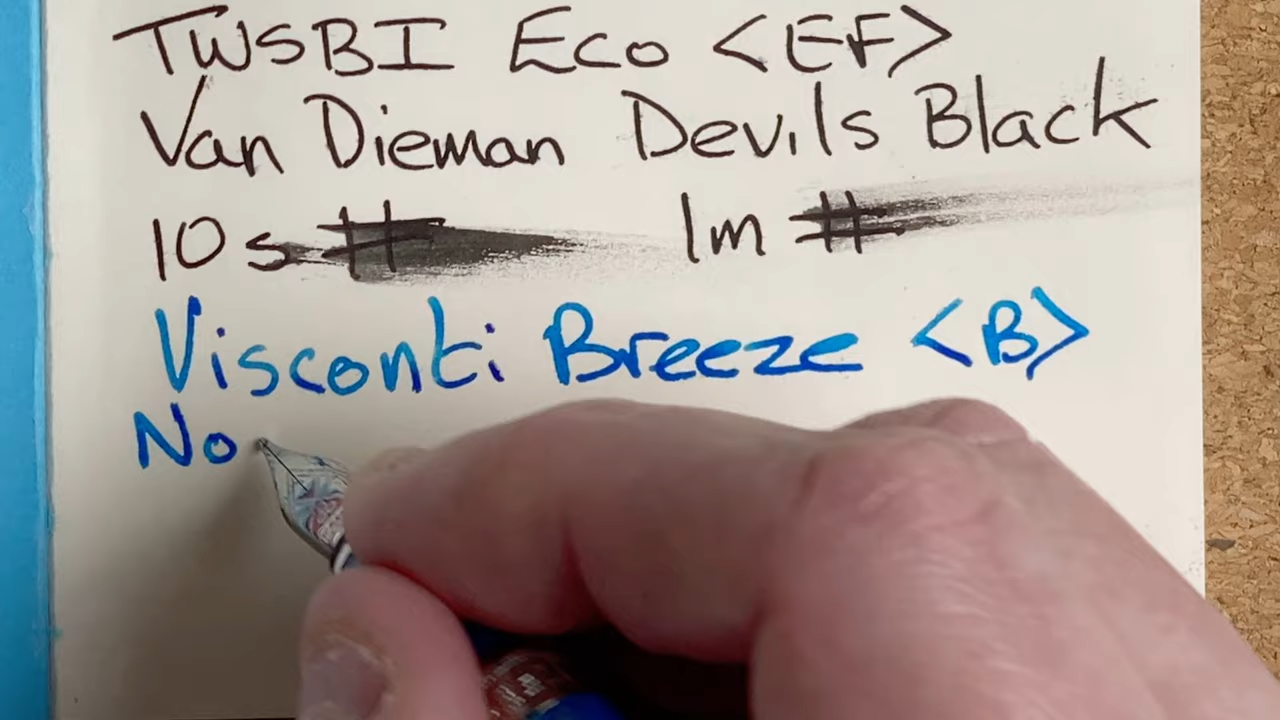 TWSBI Eco <EF>
Van Dieman Devils Black
10s # 1m #
Visconti Breeze <B>
No